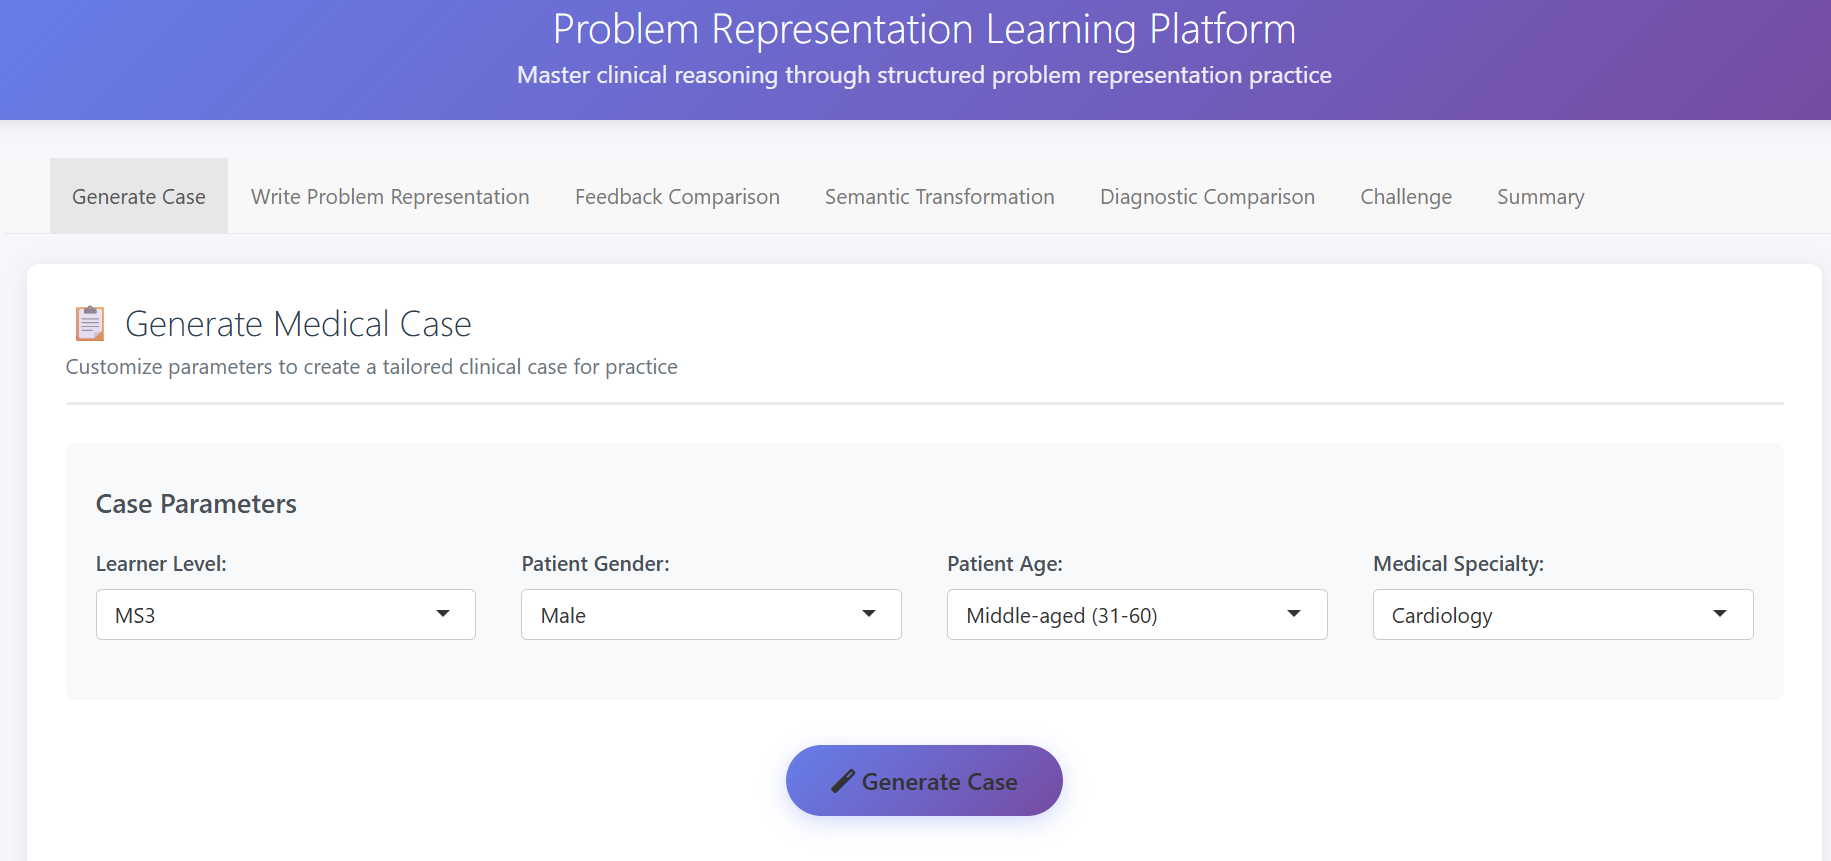 Problem Representation Learning Platform
Master clinical reasoning through structured problem representation practice
Generate Case Write Problem Representation Feedback Comparison Semantic Transformation Diagnostic Comparison Challenge Summary
Generate Medical Case
Customize parameters to create a tailored clinical case for practice
Case Parameters
Learner Level: Patient Gender: Patient Age: Medical Specialty:
MS3 Male Middle-aged (31-60) Cardiology
Generate Case